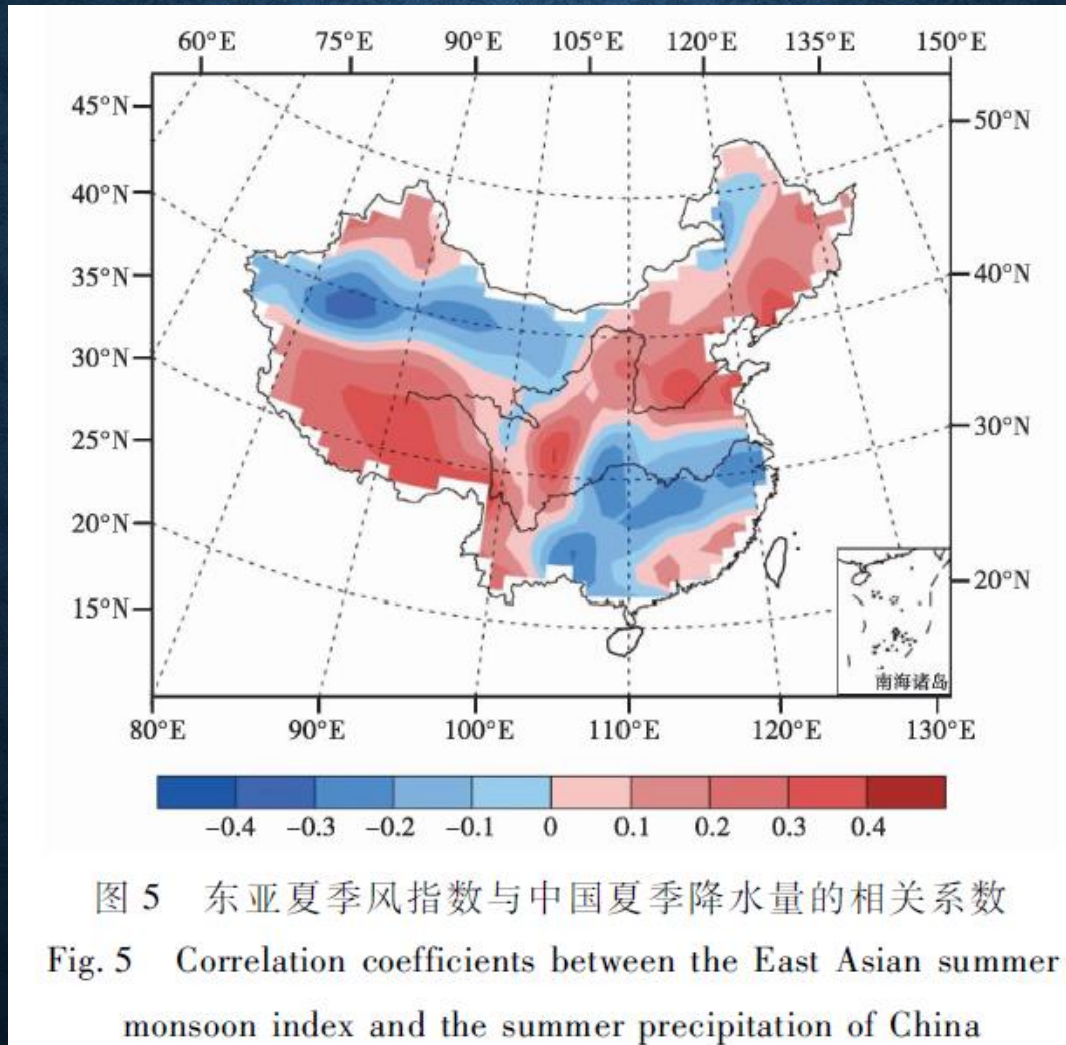 60°E 75°E 90°E 105°E 120°E 135°E 150°E
45°N
50°N
40°N
35°N
40°N
30°N
25°N
30°N
20°N
20°N
15°N
南海诸岛
80°E 90°E 100°E 110°E 120°E 130°E
−0.4 −0.3 −0.2 −0.1 0 0.1 0.2 0.3 0.4
图 5 东亚夏季风指数与中国夏季降水量的相关系数
Fig. 5 Correlation coefficients between the East Asian summer
monsoon index and the summer precipitation of China